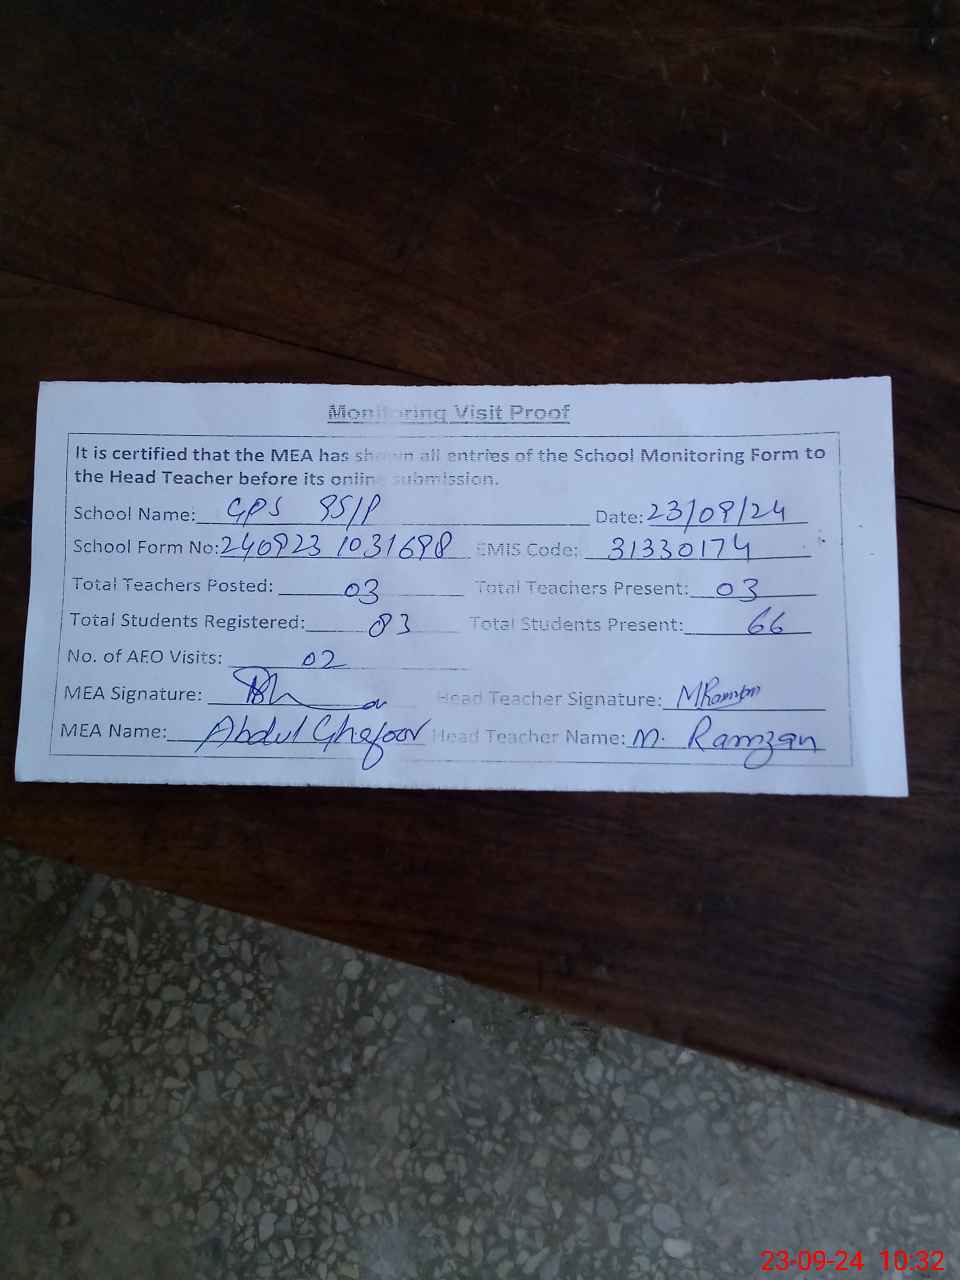 Monitoring Visit Proof
It is certified that the MEA has shown all entries of the School Monitoring Form to
the Head Teacher before its online submission.
School Name: GPS 95/P Date: 23/09/24
School Form No: 240923 1031698 EMIS Code: 31330174
Total Teachers Posted: 03 Total Teachers Present: 03
Total Students Registered: 83 Total Students Present: 66
No. of AEO Visits: 02
MEA Signature: Head Teacher Signature: MRamzan
MEA Name: Abdul Ghafoor Head Teacher Name: M. Ramzan
23-09-24 10:32